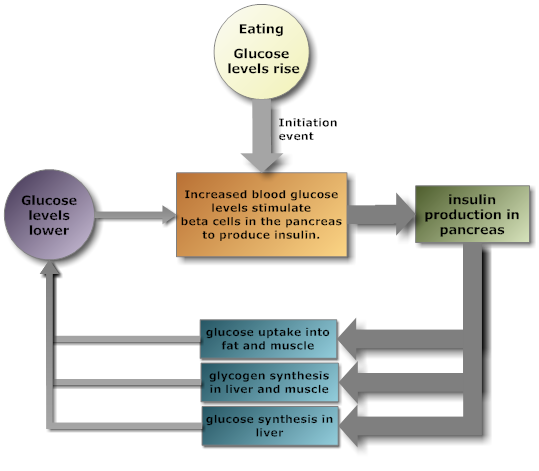 Eating
Glucose
levels rise
Initiation
event
Glucose
levels
lower
Increased blood glucose
levels stimulate
beta cells in the pancreas
to produce insulin.
insulin
production in
pancreas
glucose uptake into
fat and muscle
glycogen synthesis
in liver and muscle
glucose synthesis in
liver